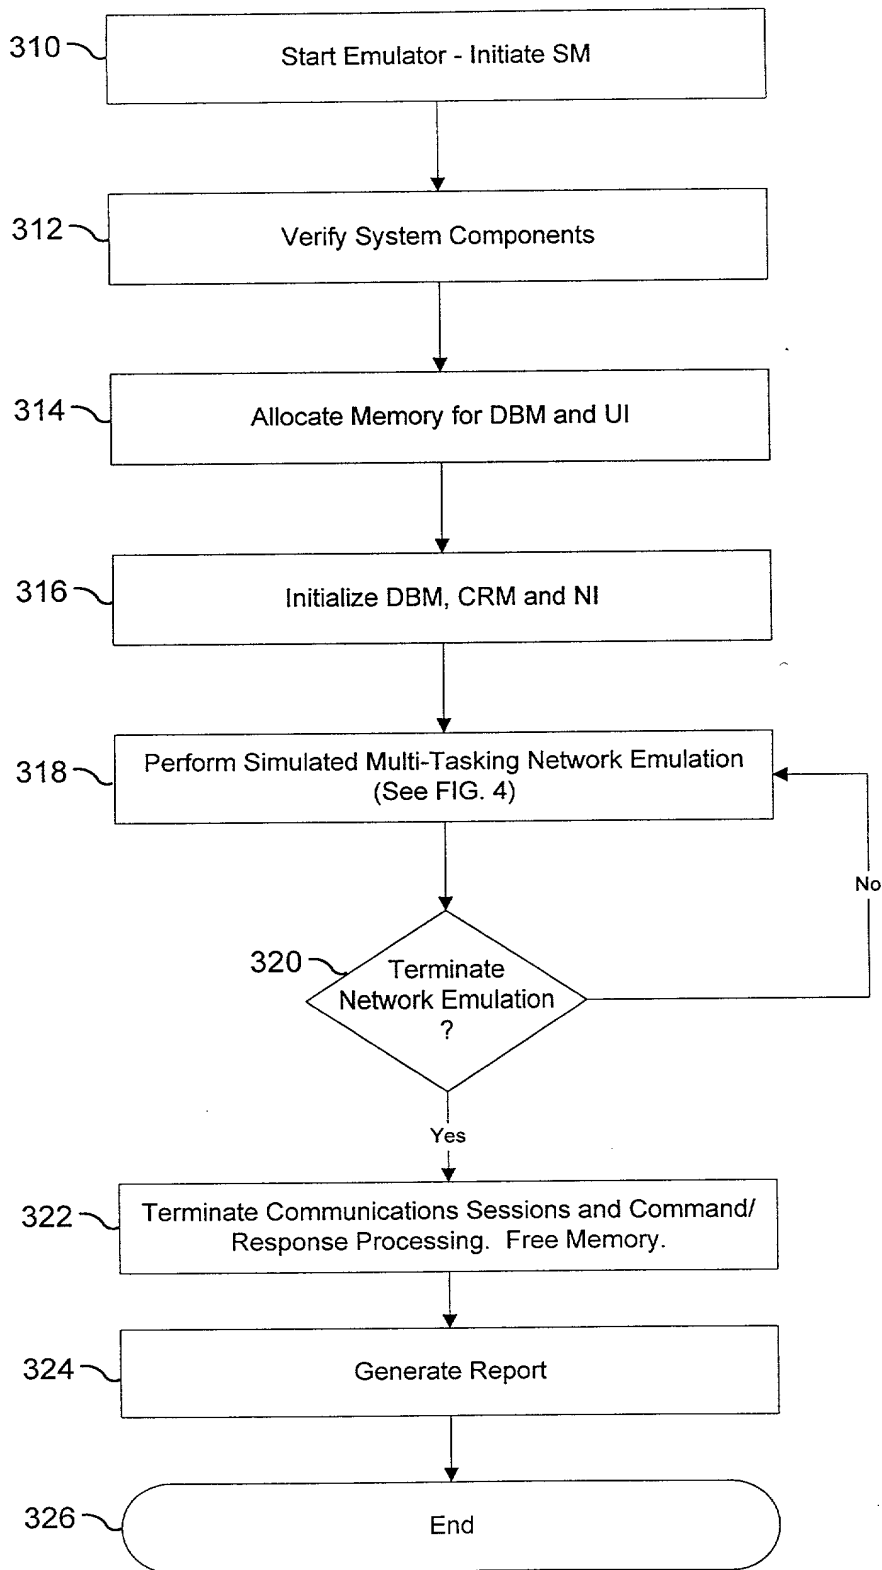 310
Start Emulator - Initiate SM
312
Verify System Components
314
Allocate Memory for DBM and UI
316
Initialize DBM, CRM and NI
318
Perform Simulated Multi-Tasking Network Emulation
(See FIG. 4)
No
320
Terminate
Network Emulation
?
Yes
322
Terminate Communications Sessions and Command/
Response Processing. Free Memory.
324
Generate Report
326
End